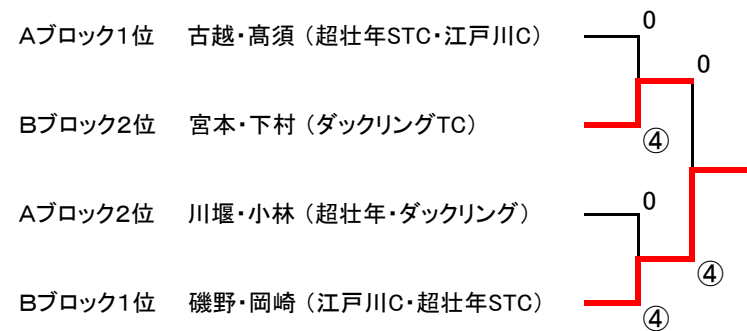 Aブロック1位 古越・髙須 (超壮年STC・江戸川C) 0
0
Bブロック2位 宮本・下村 (ダックリングTC) ④
Aブロック2位 川堰・小林 (超壮年・ダックリング) 0
④
Bブロック1位 磯野・岡崎 (江戸川C・超壮年STC) ④